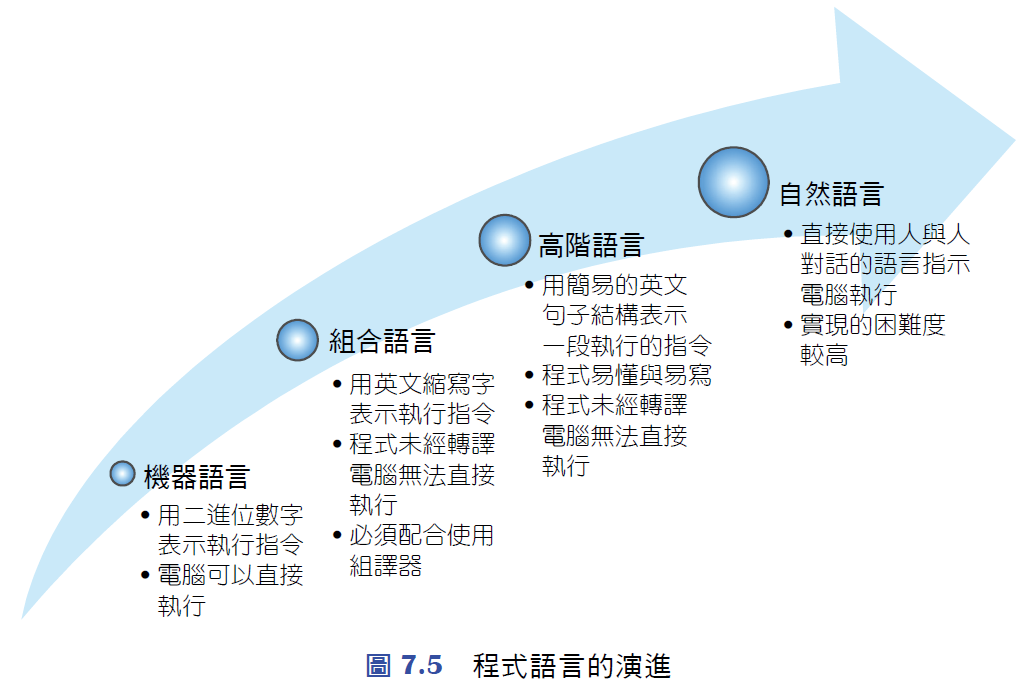 機器語言
• 用二進位數字
表示執行指令
• 電腦可以直接
執行
組合語言
• 用英文縮寫字
表示執行指令
• 程式未經轉譯
電腦無法直接
執行
• 必須配合使用
組譯器
高階語言
• 用簡易的英文
句子結構表示
一段執行的指令
• 程式易懂與易寫
• 程式未經轉譯
電腦無法直接
執行
自然語言
• 直接使用人與人
對話的語言指示
電腦執行
• 實現的困難度
較高
圖 7.5 程式語言的演進